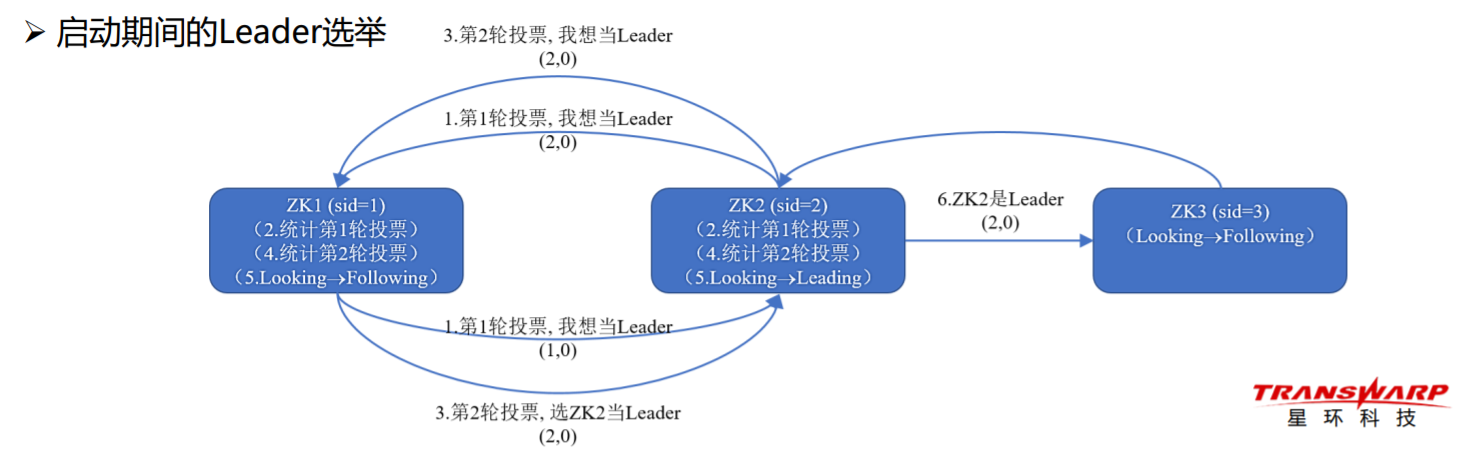 启动期间的Leader选举
3.第2轮投票, 我想当Leader
(2,0)
1.第1轮投票, 我想当Leader
(2,0)
ZK1 (sid=1)
（2.统计第1轮投票）
（4.统计第2轮投票）
（5.Looking→Following）
ZK2 (sid=2)
（2.统计第1轮投票）
（4.统计第2轮投票）
（5.Looking→Leading）
6.ZK2是Leader
(2,0)
ZK3 (sid=3)
（Looking→Following）
1.第1轮投票, 我想当Leader
(1,0)
3.第2轮投票, 选ZK2当Leader
(2,0)
TRANSWARP
星环科技